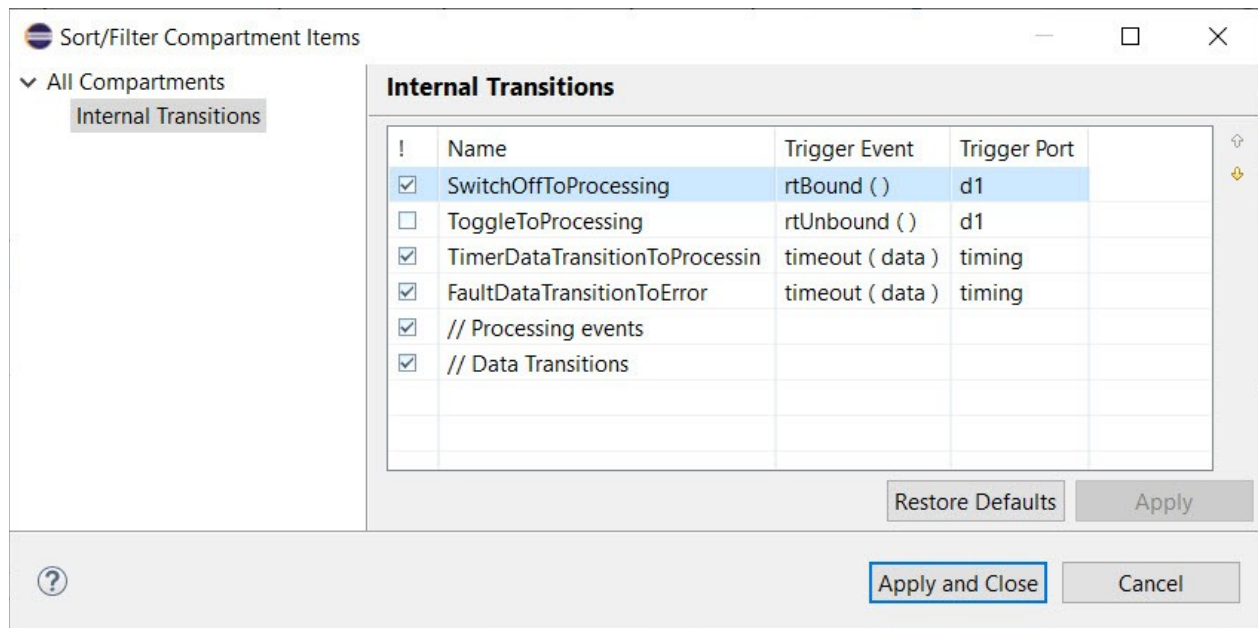 Sort/Filter Compartment Items
All Compartments
Internal Transitions
Internal Transitions
! Name Trigger Event Trigger Port
SwitchOffToProcessing rtBound ( ) d1
ToggleToProcessing rtUnbound ( ) d1
TimerDataTransitionToProcessin timeout ( data ) timing
FaultDataTransitionToError timeout ( data ) timing
// Processing events
// Data Transitions
Restore Defaults Apply
? Apply and Close Cancel